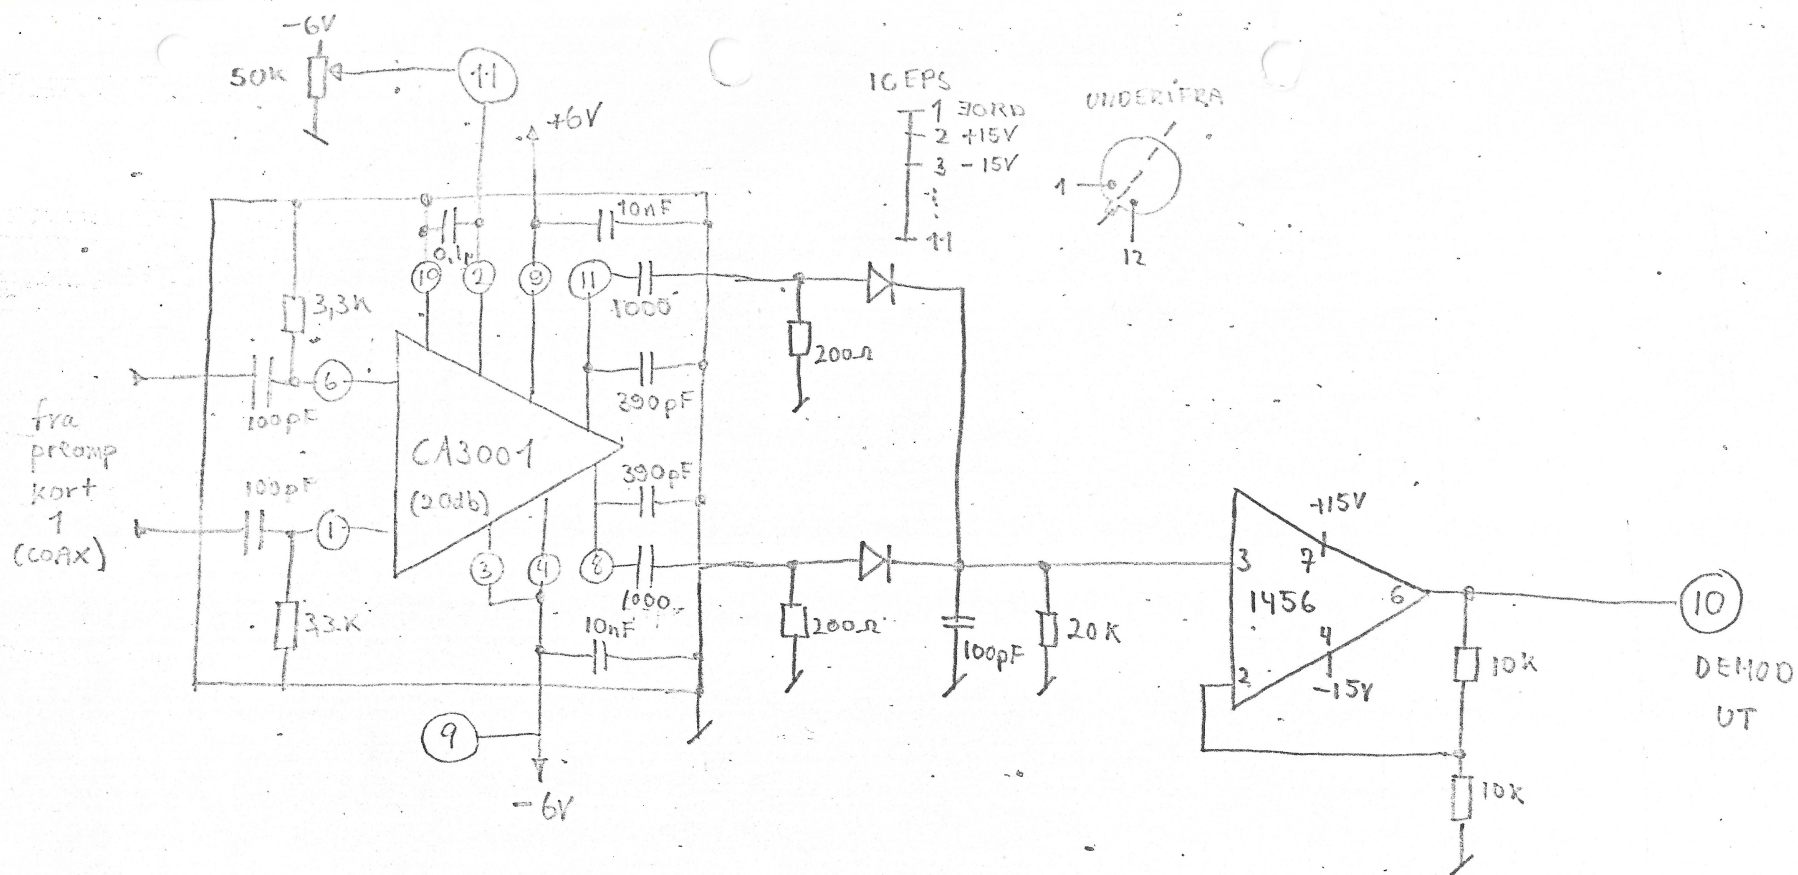 -6V
50K
11
+6V
10nF
0,1µ
10
2
9
11
1000
3,3K
6
100pF
390pF
fra
preamp
kort
1
(COAX)
CA3001
(20db)
390pF
100pF
1
3
4
8
1000
3,3K
10nF
9
-6V
200Ω
200Ω
100pF
20K
1 JORD
2 +15V
3 -15V
11
UNDERIFRA
1
12
+15V
3
7
1456
6
4
2
-15V
10K
10K
10
DEMOD
UT